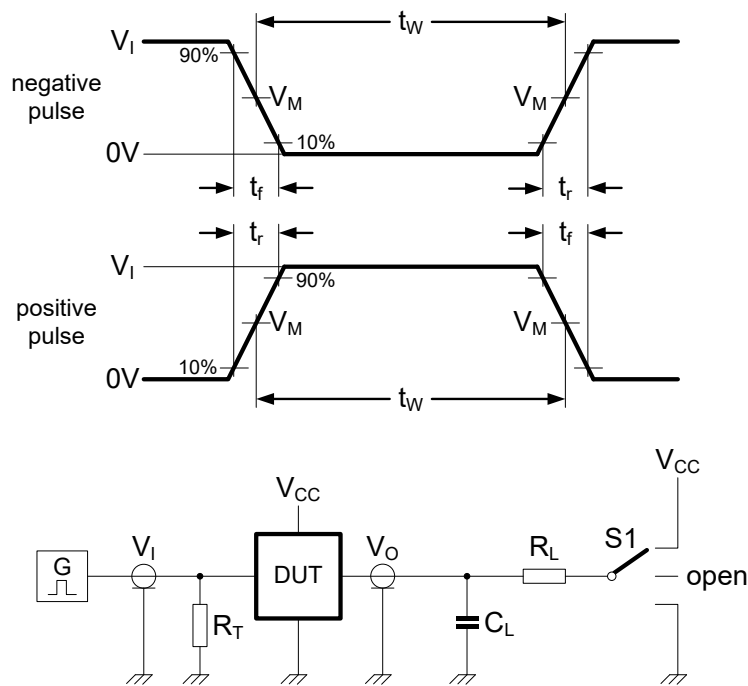 t_W
V_I
90%
negative
pulse
V_M
V_M
10%
0V
t_f
t_r
t_r
t_f
V_I
90%
positive
pulse
V_M
V_M
10%
0V
t_W
V_CC
V_CC
V_I
V_O
R_L
S1
G
DUT
open
R_T
C_L